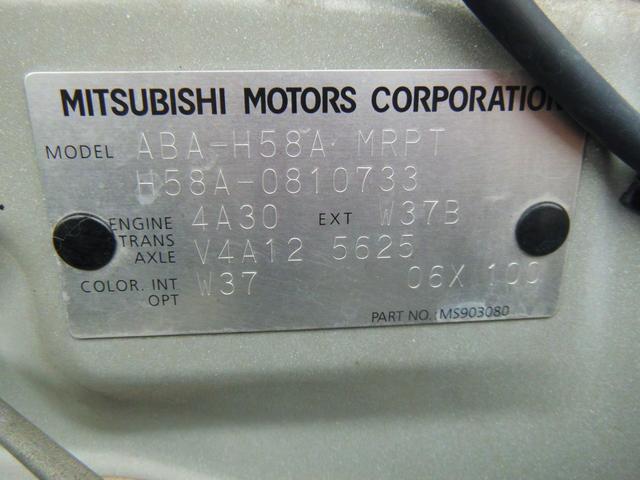 MITSUBISHI MOTORS CORPORATION
MODEL ABA-H58A MRPT
H58A-0810733
ENGINE 4A30 EXT W37B
TRANS AXLE V4A12 5625
COLOR. INT OPT W37 06X 100
PART NO. MS903080